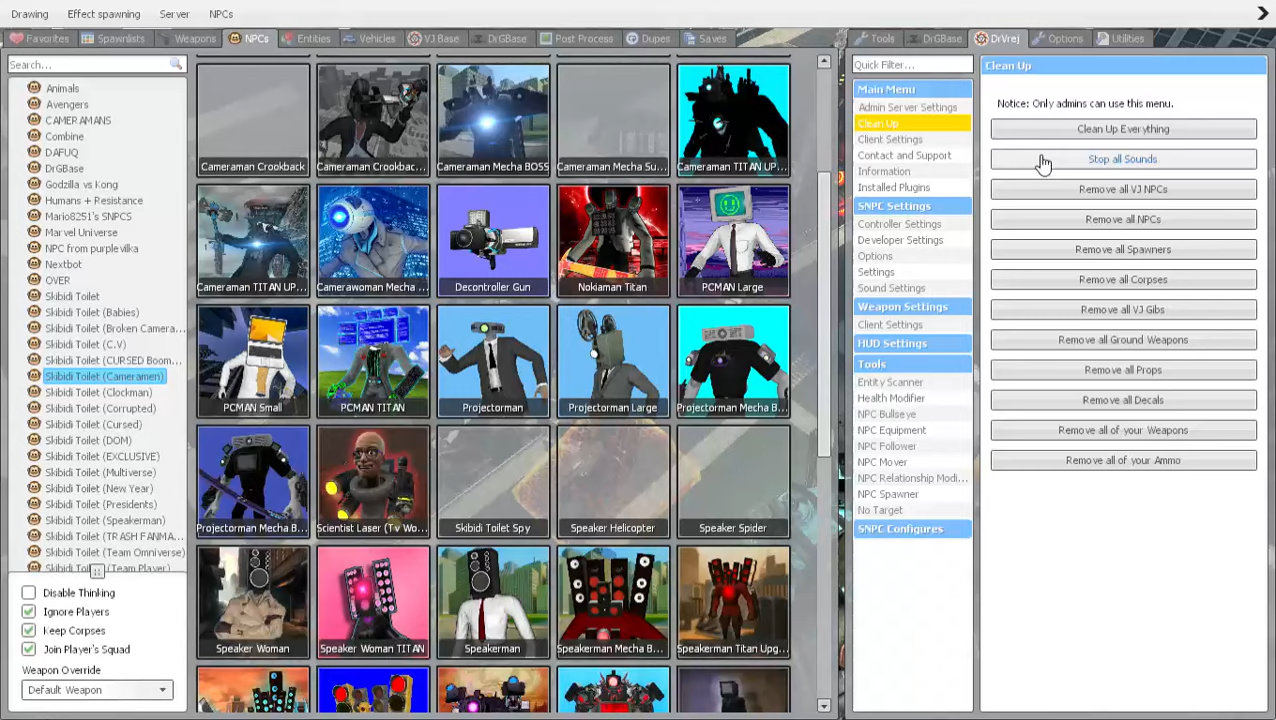 Drawing Effect spawning Server NPCs
Favorites Spawnlists Weapons NPCs Entities Vehicles VJ Base DrGBase Post Process Dupes Saves
Tools DrGBase DrVrej Options Utilities
Search...
Animals
Avengers
CAMERAMANS
Combine
DAFUQ
DrGBase
Godzilla vs Kong
Humans + Resistance
Mario8251's SNPCS
Marvel Universe
NPC from purplevilka
Nextbot
OVER
Skibidi Toilet
Skibidi Toilet (Babies)
Skibidi Toilet (Broken Camera...
Skibidi Toilet (C.V)
Skibidi Toilet (CURSED Boom...
Skibidi Toilet (Cameramen)
Skibidi Toilet (Clockman)
Skibidi Toilet (Corrupted)
Skibidi Toilet (Cursed)
Skibidi Toilet (DOM)
Skibidi Toilet (EXCLUSIVE)
Skibidi Toilet (Multiverse)
Skibidi Toilet (New Year)
Skibidi Toilet (Presidents)
Skibidi Toilet (Speakerman)
Skibidi Toilet (TRASH FANMA...
Skibidi Toilet (Team Omniverse)
Skibidi Toilet (Team Player)
Disable Thinking
Ignore Players
Keep Corpses
Join Player's Squad
Weapon Override
Default Weapon
Cameraman Crookback Cameraman Crookbac... Cameraman Mecha BOSS Cameraman Mecha Su... Cameraman TITAN UP...
Cameraman TITAN UP... Camerawoman Mecha ... Decontroller Gun Nokiaman Titan PCMAN Large
PCMAN Small PCMAN TITAN Projectorman Projectorman Large Projectorman Mecha B...
Projectorman Mecha B... Scientist Laser (Tv Wo... Skibidi Toilet Spy Speaker Helicopter Speaker Spider
Speaker Woman Speaker Woman TITAN Speakerman Speakerman Mecha B... Speakerman Titan Upg...
Quick Filter...
Main Menu
Admin Server Settings
Clean Up
Client Settings
Contact and Support
Information
Installed Plugins
SNPC Settings
Controller Settings
Developer Settings
Options
Settings
Sound Settings
Weapon Settings
Client Settings
HUD Settings
Tools
Entity Scanner
Health Modifier
NPC Bullseye
NPC Equipment
NPC Follower
NPC Mover
NPC Relationship Modi...
NPC Spawner
No Target
SNPC Configures
Clean Up
Notice: Only admins can use this menu.
Clean Up Everything
Stop all Sounds
Remove all VJ NPCs
Remove all NPCs
Remove all Spawners
Remove all Corpses
Remove all VJ Gibs
Remove all Ground Weapons
Remove all Props
Remove all Decals
Remove all of your Weapons
Remove all of your Ammo